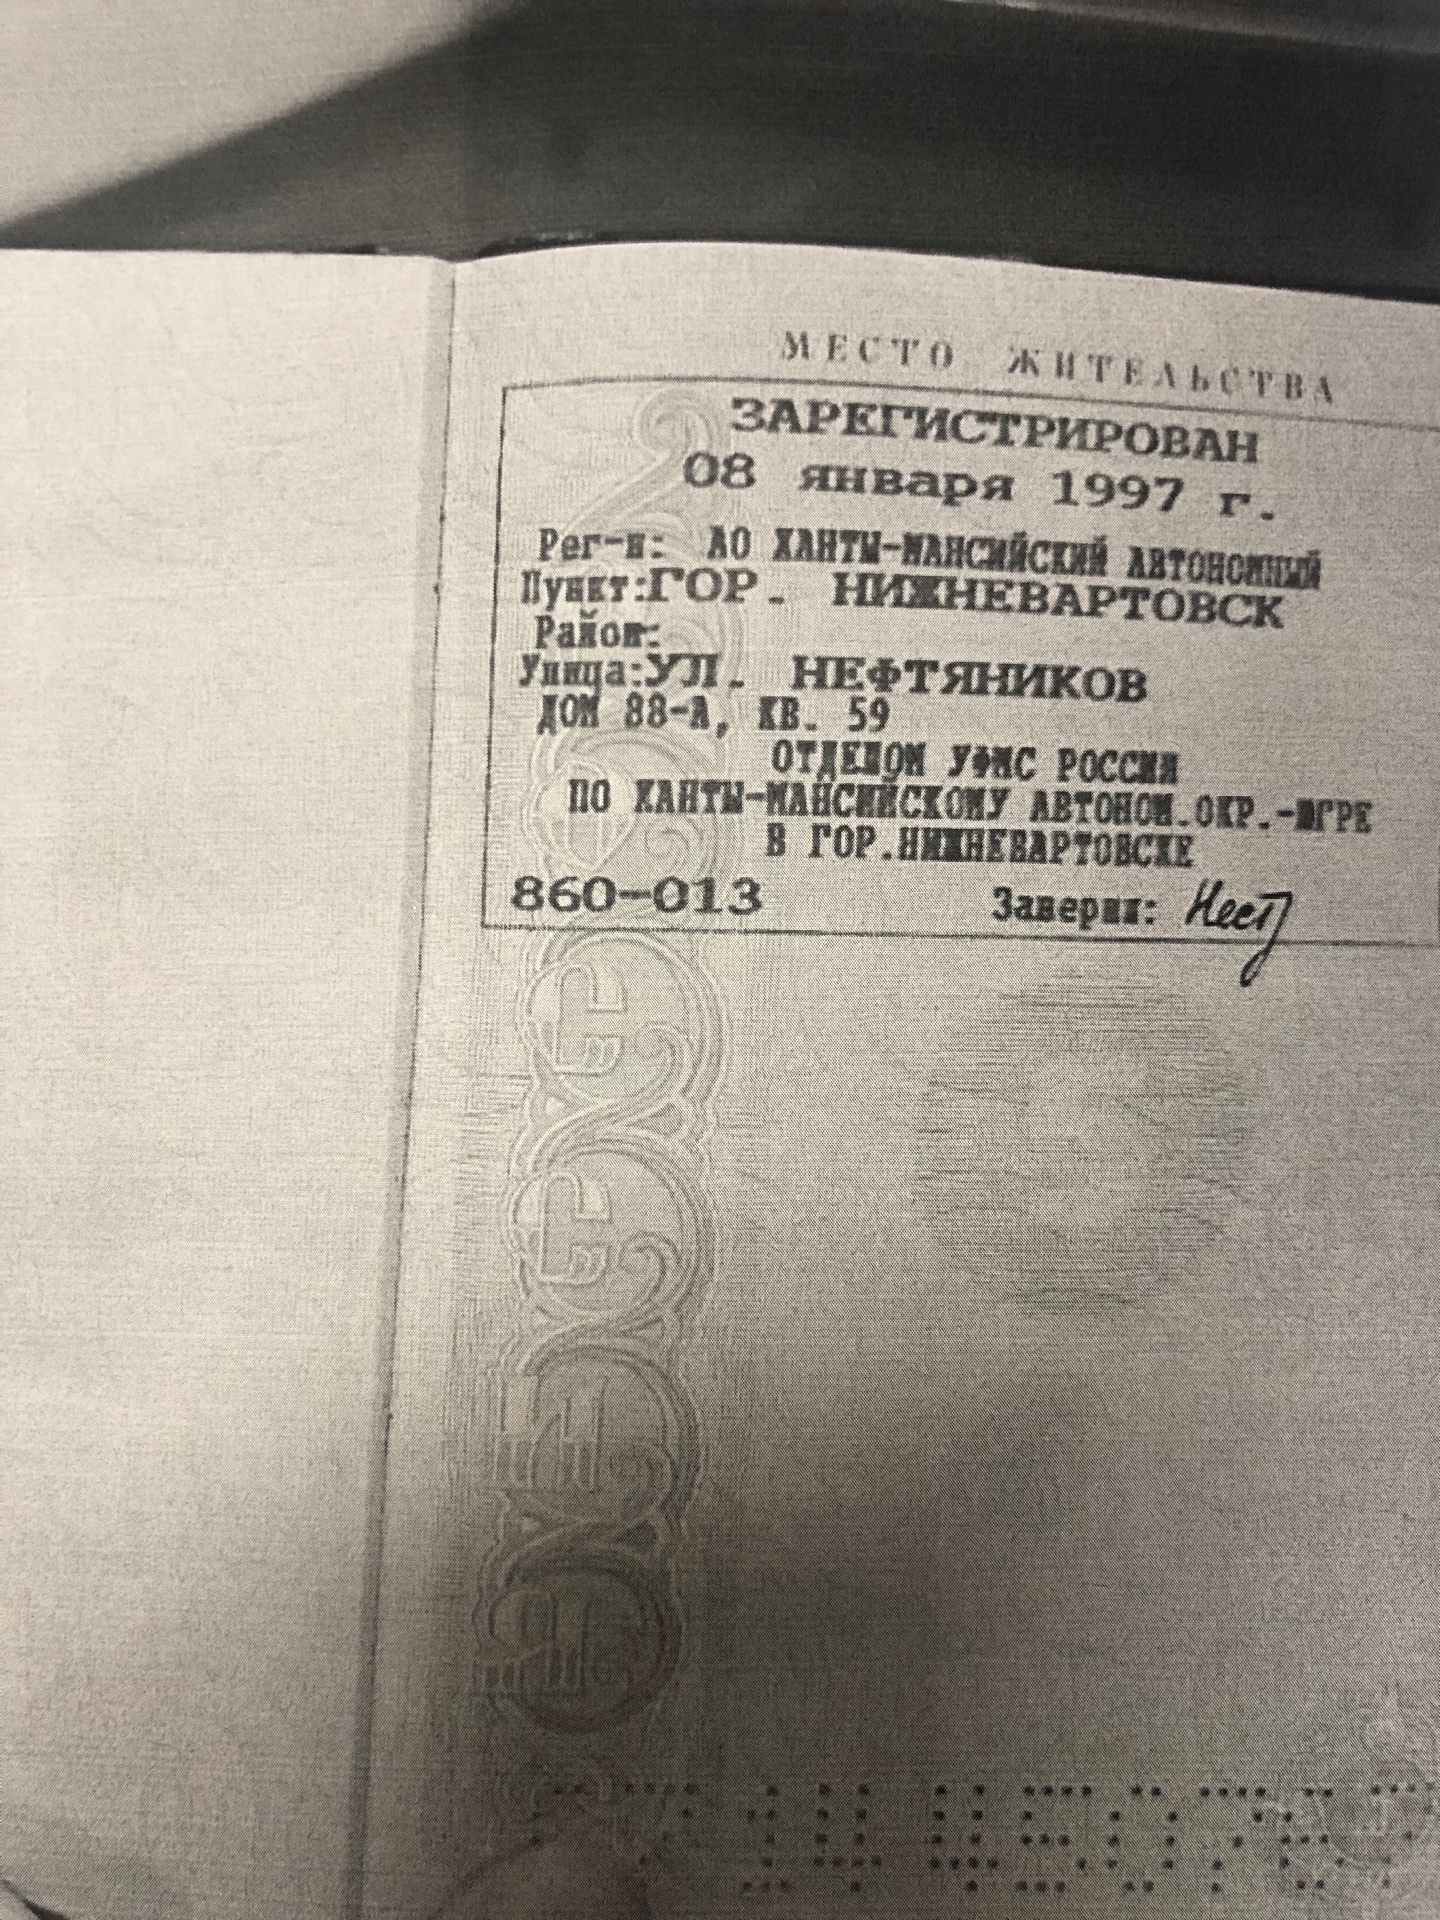 МЕСТО ЖИТЕЛЬСТВА
ЗАРЕГИСТРИРОВАН
08 января 1997 г.
Рег-н: АО ХАНТЫ-МАНСИЙСКИЙ АВТОНОМНЫЙ
Пункт:ГОР. НИЖНЕВАРТОВСК
Район:
Улица:УЛ. НЕФТЯНИКОВ
ДОМ 88-А, КВ. 59
ОТДЕЛОМ УФМС РОССИИ
ПО ХАНТЫ-МАНСИЙСКОМУ АВТОНОМ.ОКР.-ЮГРЕ
В ГОР.НИЖНЕВАРТОВСКЕ
860-013 Заверил: